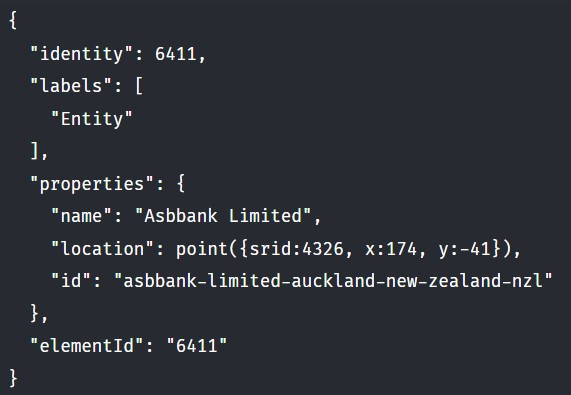 {
  "identity": 6411,
  "labels": [
    "Entity"
  ],
  "properties": {
    "name": "Asbbank Limited",
    "location": point({srid:4326, x:174, y:-41}),
    "id": "asbbank-limited-auckland-new-zealand-nzl"
  },
  "elementId": "6411"
}